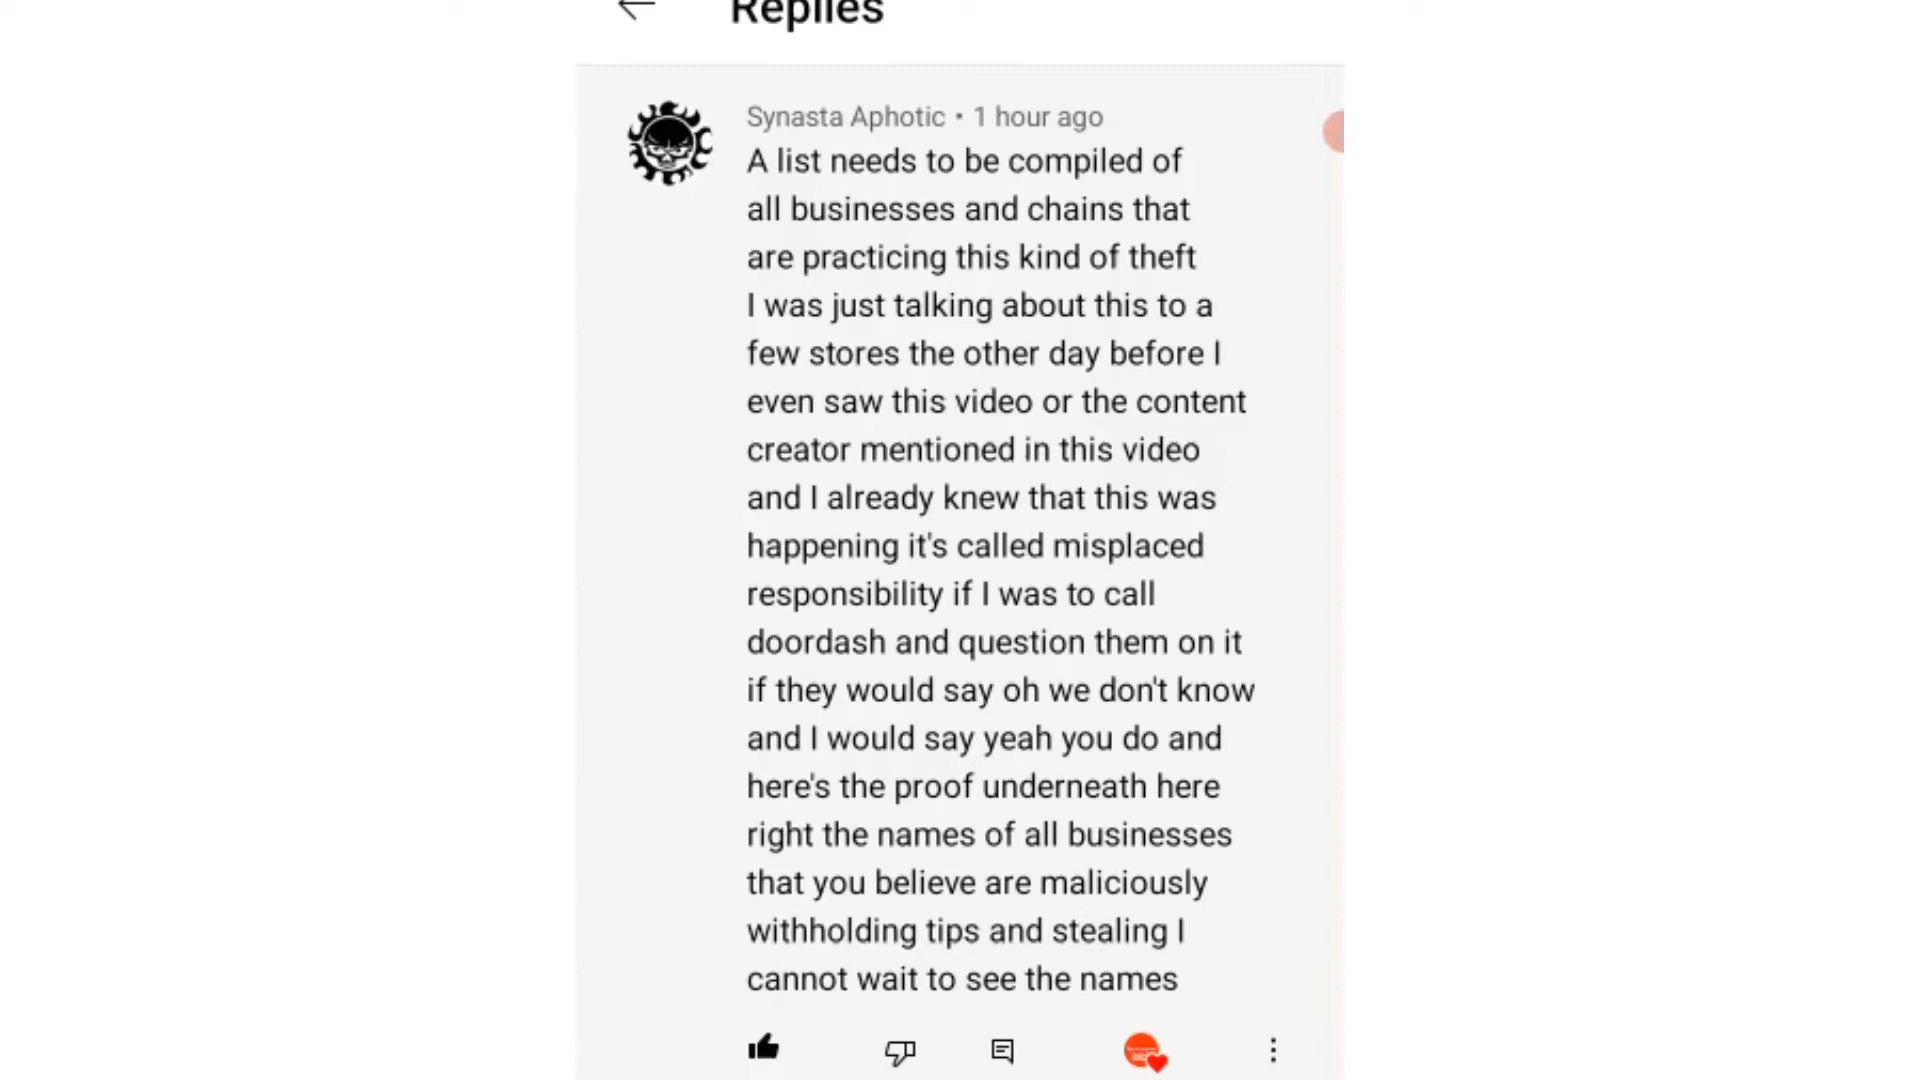 Replies
Synasta Aphotic • 1 hour ago
A list needs to be compiled of
all businesses and chains that
are practicing this kind of theft
I was just talking about this to a
few stores the other day before I
even saw this video or the content
creator mentioned in this video
and I already knew that this was
happening it's called misplaced
responsibility if I was to call
doordash and question them on it
if they would say oh we don't know
and I would say yeah you do and
here's the proof underneath here
right the names of all businesses
that you believe are maliciously
withholding tips and stealing I
cannot wait to see the names